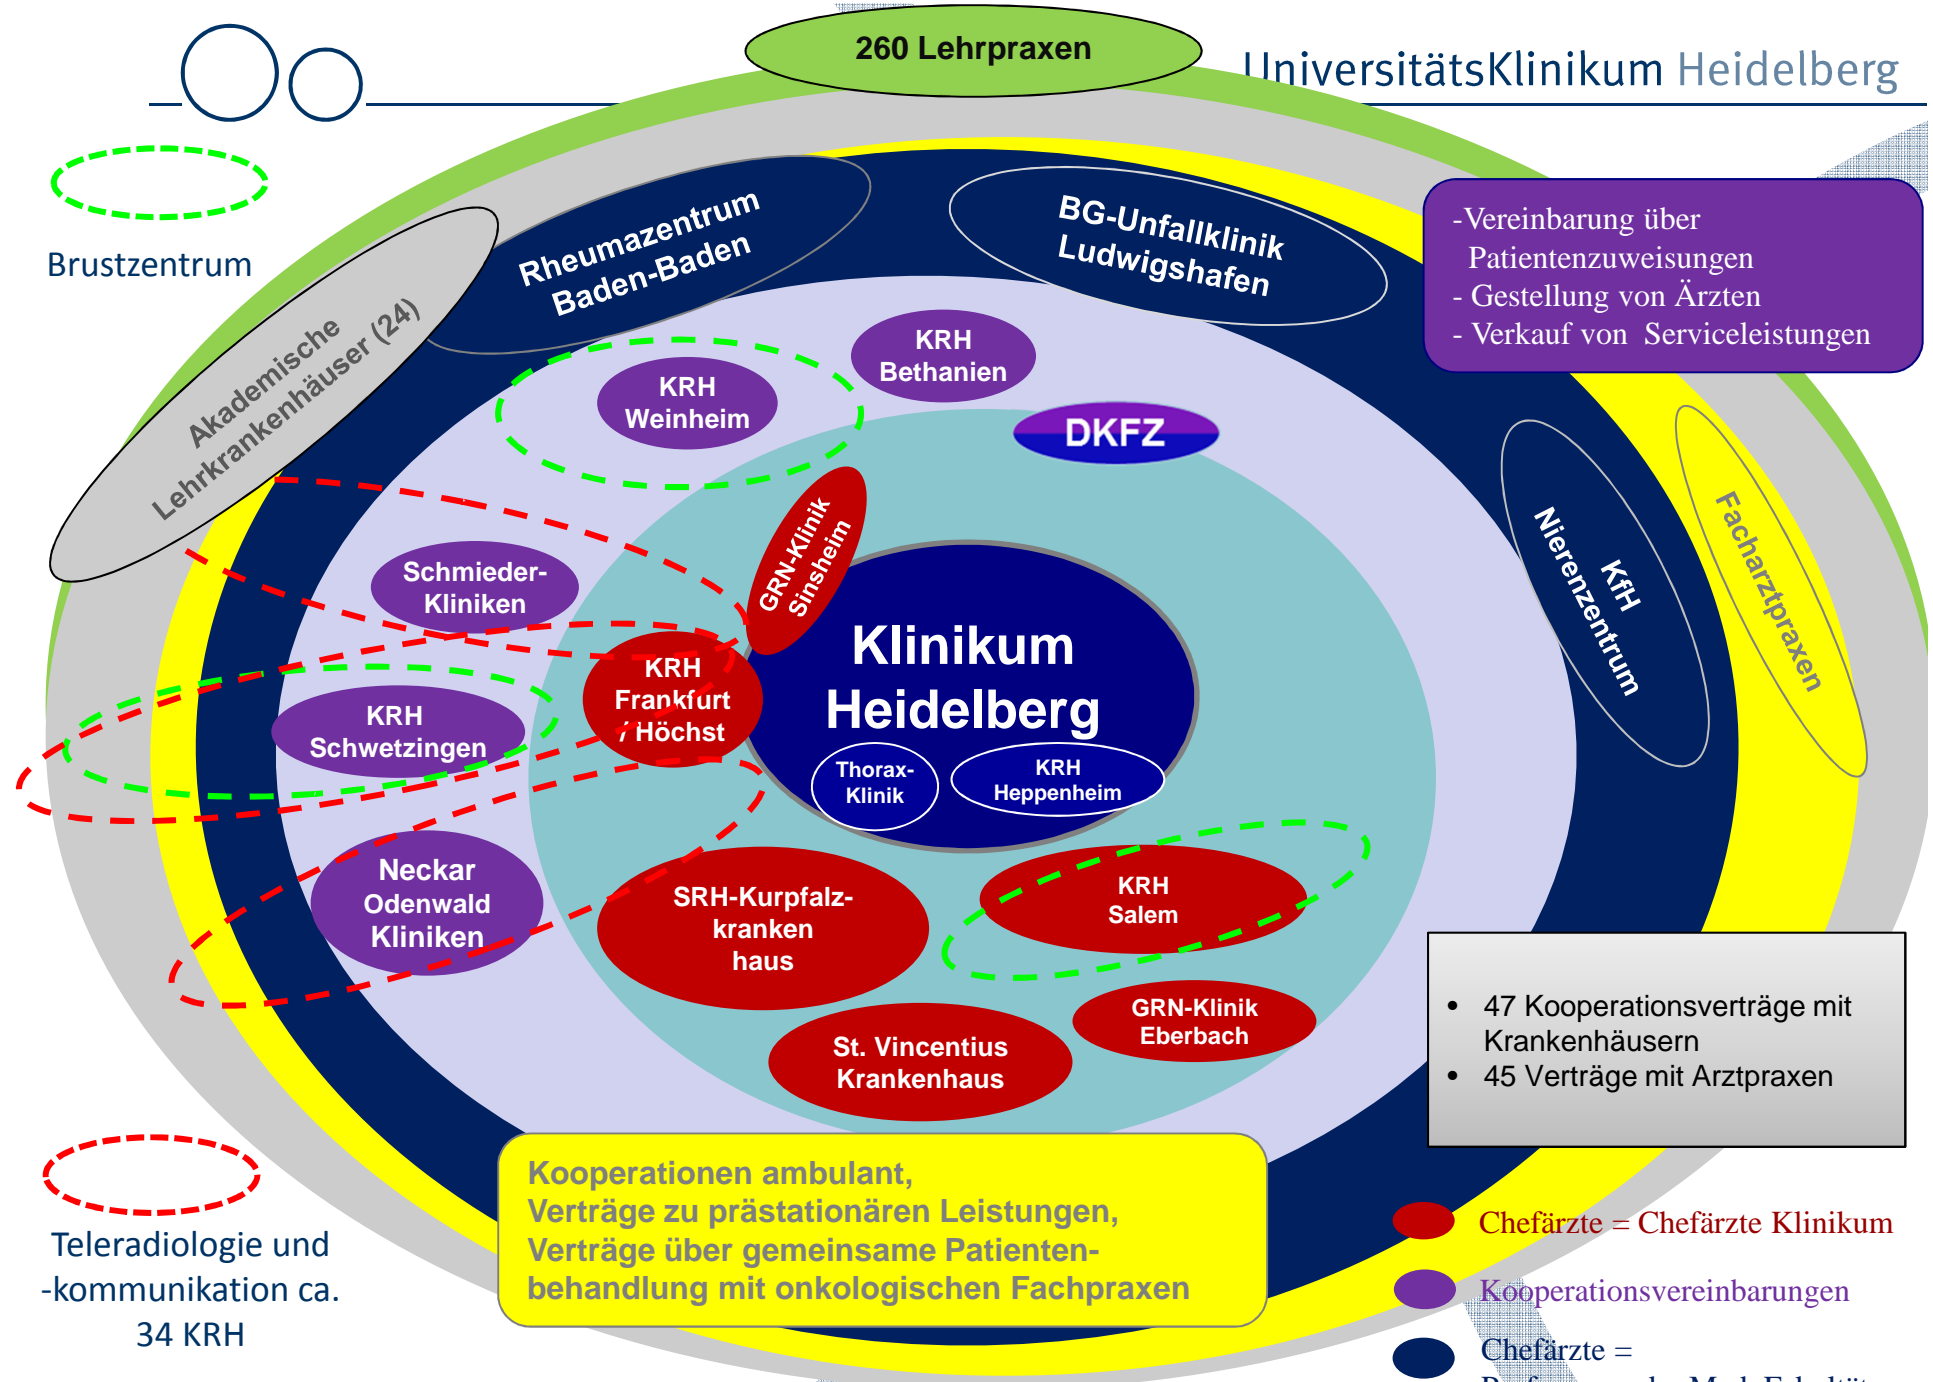 260 Lehrpraxen
UniversitätsKlinikum Heidelberg
Brustzentrum
Akademische
Lehrkrankenhäuser (24)
Rheumazentrum
Baden-Baden
BG-Unfallklinik
Ludwigshafen
-Vereinbarung über
Patientenzuweisungen
- Gestellung von Ärzten
- Verkauf von Serviceleistungen
KRH
Bethanien
KRH
Weinheim
DKFZ
GRN-Klinik
Sinsheim
KfH
Nierenzentrum
Facharztpraxen
Schmieder-
Kliniken
KRH
Frankfurt
/ Höchst
Klinikum
Heidelberg
KRH
Schwetzingen
Thorax-
Klinik
KRH
Heppenheim
Neckar
Odenwald
Kliniken
SRH-Kurpfalz-
kranken
haus
KRH
Salem
GRN-Klinik
Eberbach
St. Vincentius
Krankenhaus
• 47 Kooperationsverträge mit
Krankenhäusern
• 45 Verträge mit Arztpraxen
Kooperationen ambulant,
Verträge zu prästationären Leistungen,
Verträge über gemeinsame Patienten-
behandlung mit onkologischen Fachpraxen
Teleradiologie und
-kommunikation ca.
34 KRH
Chefärzte = Chefärzte Klinikum
Kooperationsvereinbarungen
Chefärzte =